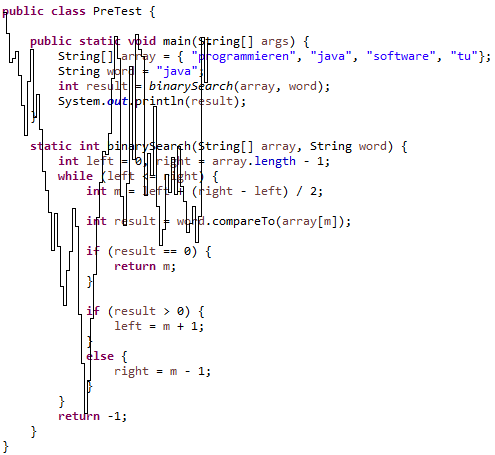 public class PreTest {
public static void main(String[] args) {
String[] array = { "programmieren", "java", "software", "tu"};
String word = "java";
int result = binarySearch(array, word);
System.out.println(result);
}
static int binarySearch(String[] array, String word) {
int left = 0, right = array.length - 1;
while (left <= right) {
int m = left + (right - left) / 2;
int result = word.compareTo(array[m]);
if (result == 0) {
return m;
}
if (result > 0) {
left = m + 1;
}
else {
right = m - 1;
}
}
return -1;
}
}